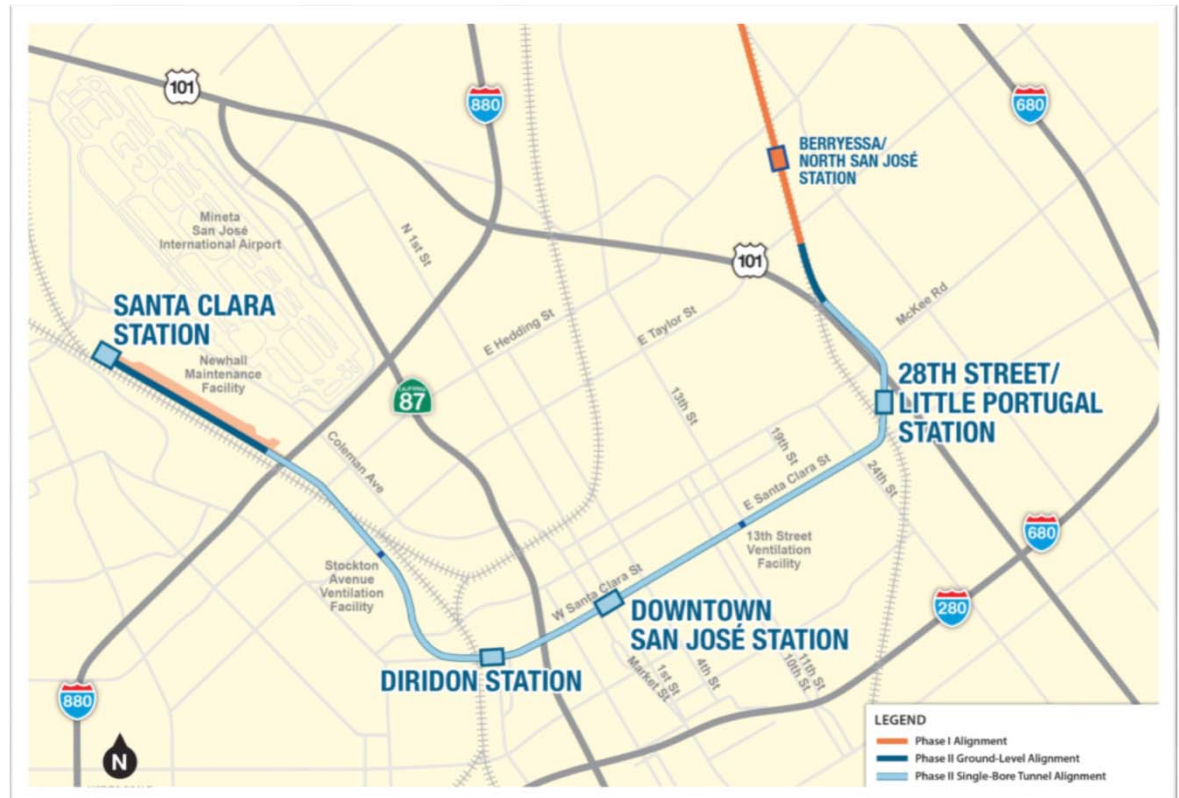 101
880
680
BERRYESSA/
NORTH SAN JOSÉ
STATION
Mineta
San José
International Airport
N 1st St
101
McKee Rd
SANTA CLARA
STATION
E Hedding St
E Taylor St
Newhall
Maintenance
Facility
CALIFORNIA
87
28TH STREET/
LITTLE PORTUGAL
STATION
13th St
19th St
Coleman Ave
E Santa Clara St
24th St
680
13th Street
Ventilation
Facility
Stockton
Avenue
Ventilation
Facility
W Santa Clara St
280
DOWNTOWN
SAN JOSÉ STATION
DIRIDON STATION
Market St
1st St
4th St
10th St
11th St
880
N
LEGEND
Phase I Alignment
Phase II Ground-Level Alignment
Phase II Single-Bore Tunnel Alignment